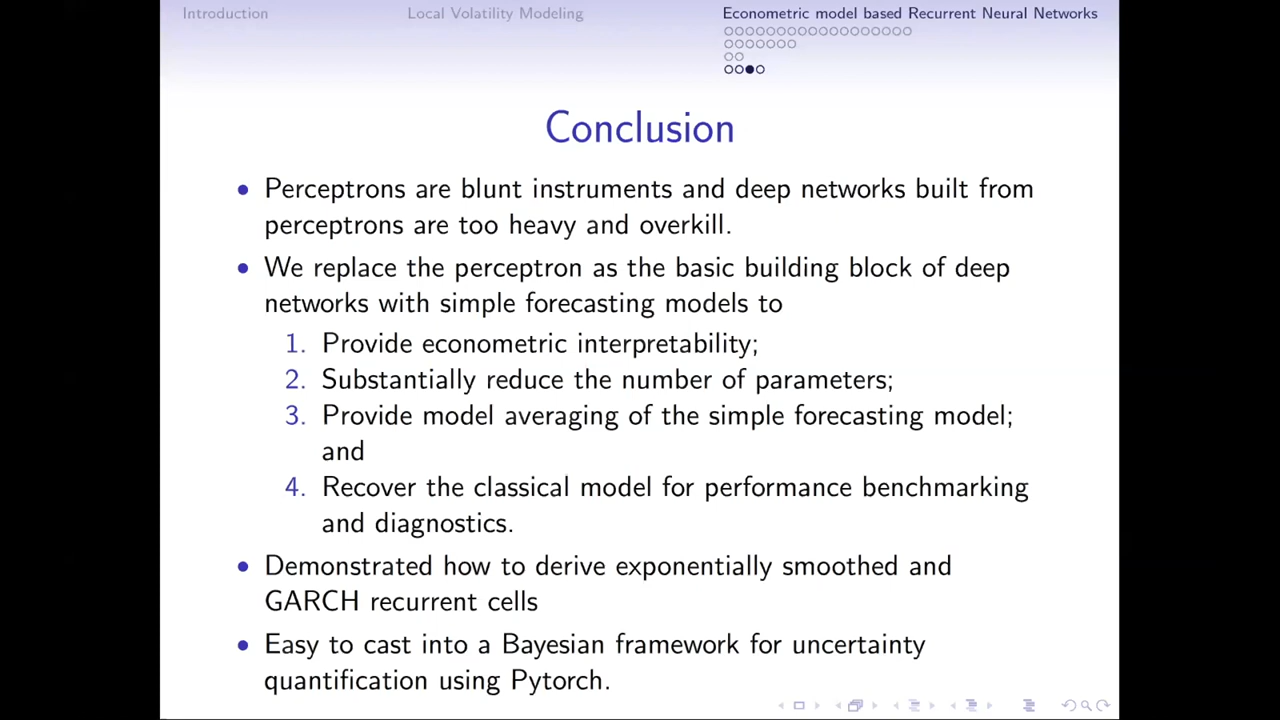 Introduction
Local Volatility Modeling
Econometric model based Recurrent Neural Networks
Conclusion
• Perceptrons are blunt instruments and deep networks built from
perceptrons are too heavy and overkill.
• We replace the perceptron as the basic building block of deep
networks with simple forecasting models to
1. Provide econometric interpretability;
2. Substantially reduce the number of parameters;
3. Provide model averaging of the simple forecasting model;
and
4. Recover the classical model for performance benchmarking
and diagnostics.
• Demonstrated how to derive exponentially smoothed and
GARCH recurrent cells
• Easy to cast into a Bayesian framework for uncertainty
quantification using Pytorch.